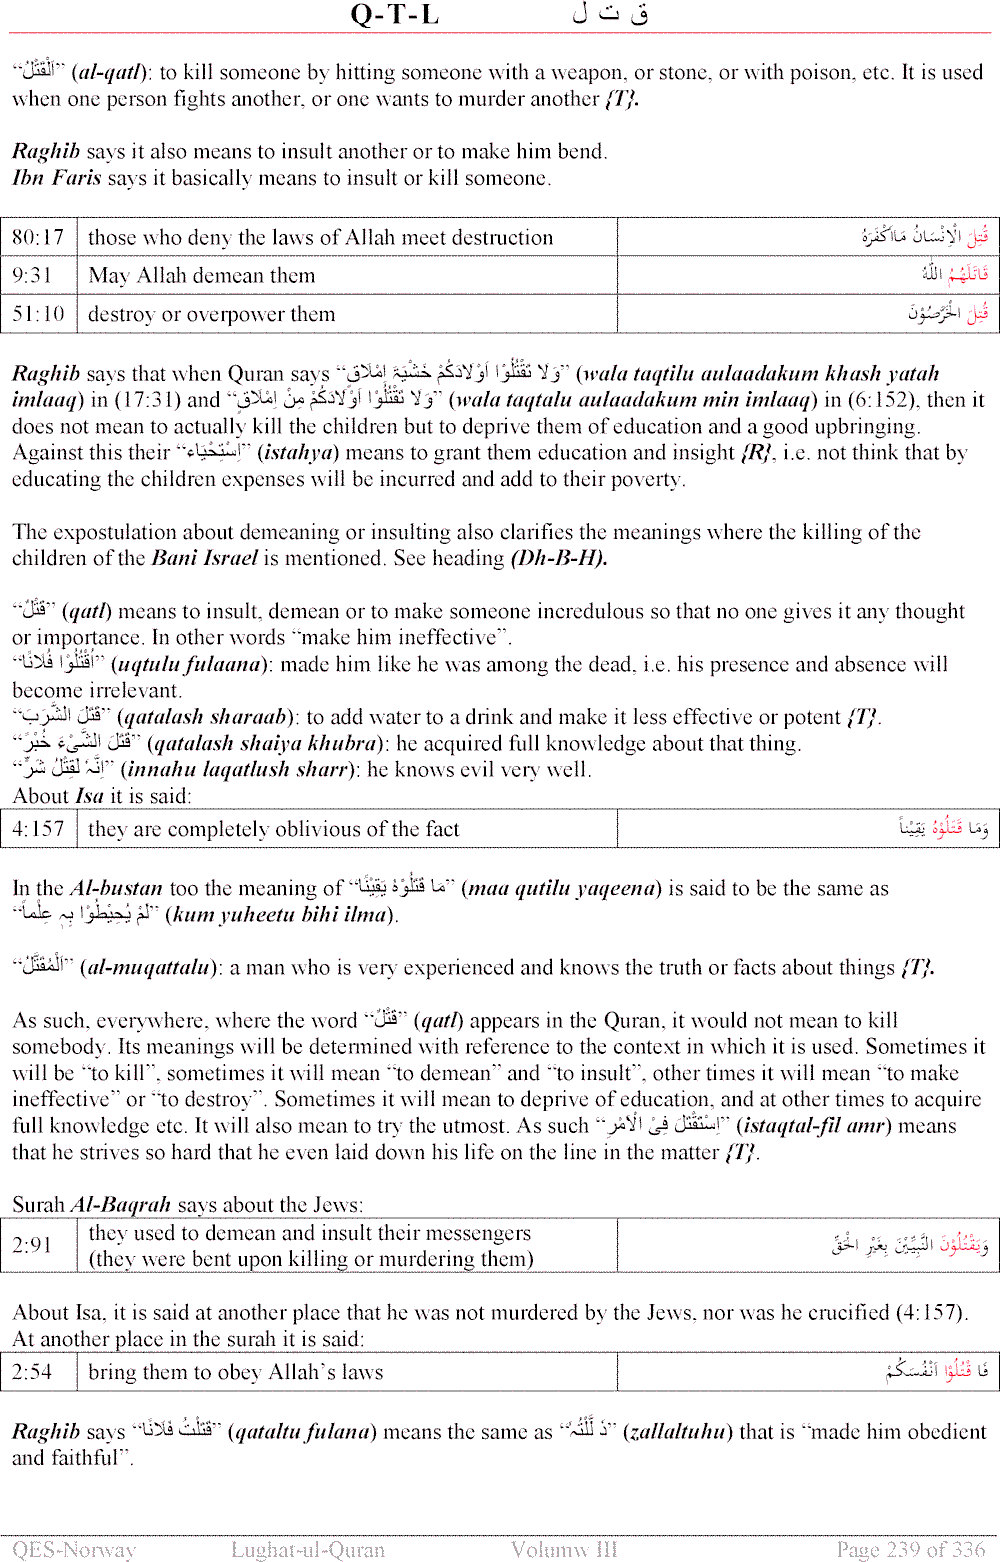 Q-T-L ق ت ل
“اَلْقَتْلُ” (al-qatl): to kill someone by hitting someone with a weapon, or stone, or with poison, etc. It is used
when one person fights another, or one wants to murder another {T}.
Raghib says it also means to insult another or to make him bend.
Ibn Faris says it basically means to insult or kill someone.
80:17 those who deny the laws of Allah meet destruction قُتِلَ الْاِنْسَانُ مَااَكْفَرَهُ
9:31 May Allah demean them قَاتَلَهُمُ اللّٰهُ
51:10 destroy or overpower them قُتِلَ الْخَرّٰصُوْنَ
Raghib says that when Quran says “وَلَا تَقْتُلُوْا اَوْلَادَكُمْ خَشْيَۃَ اِمْلَاقٍ” (wala taqtilu aulaadakum khash yatah
imlaaq) in (17:31) and “وَلَا تَقْتُلُوْا اَوْلَادَكُمْ مِنْ اِمْلَاقٍ” (wala taqtalu aulaadakum min imlaaq) in (6:152), then it
does not mean to actually kill the children but to deprive them of education and a good upbringing.
Against this their “اِسْتِحْيَاء” (istahya) means to grant them education and insight {R}, i.e. not think that by
educating the children expenses will be incurred and add to their poverty.
The expostulation about demeaning or insulting also clarifies the meanings where the killing of the
children of the Bani Israel is mentioned. See heading (Dh-B-H).
“قَتْلٌ” (qatl) means to insult, demean or to make someone incredulous so that no one gives it any thought
or importance. In other words “make him ineffective”.
“اُقْتُلُوْا فُلَانًا” (uqtulu fulaana): made him like he was among the dead, i.e. his presence and absence will
become irrelevant.
“قَتَلَ الشَّرَبَ” (qatalash sharaab): to add water to a drink and make it less effective or potent {T}.
“قَتَلَ الشَّیْءَ خُبْرً” (qatalash shaiya khubra): he acquired full knowledge about that thing.
“اِنَّہٗ لَقِتْلُ شَرٍّ” (innahu laqatlush sharr): he knows evil very well.
About Isa it is said:
4:157 they are completely oblivious of the fact وَمَا قَتَلُوْهُ يَقِيْناً
In the Al-bustan too the meaning of “مَا قَتَلُوْهُ يَقِيْنًا” (maa qutilu yaqeena) is said to be the same as
“لَمْ يُحِيْطُوْا بِہٖ عِلْماً” (kum yuheetu bihi ilma).
“اَلْمُقَتَّلُ” (al-muqattalu): a man who is very experienced and knows the truth or facts about things {T}.
As such, everywhere, where the word “قَتْلٌ” (qatl) appears in the Quran, it would not mean to kill
somebody. Its meanings will be determined with reference to the context in which it is used. Sometimes it
will be “to kill”, sometimes it will mean “to demean” and “to insult”, other times it will mean “to make
ineffective” or “to destroy”. Sometimes it will mean to deprive of education, and at other times to acquire
full knowledge etc. It will also mean to try the utmost. As such “اِسْتَقْتَلَ فِیْ الْاَمْرِ” (istaqtal-fil amr) means
that he strives so hard that he even laid down his life on the line in the matter {T}.
Surah Al-Baqrah says about the Jews:
2:91 they used to demean and insult their messengers وَيَقْتُلُوْنَ النَّبِيِّيْنَ بِغَيْرِ الْحَقِّ
(they were bent upon killing or murdering them)
About Isa, it is said at another place that he was not murdered by the Jews, nor was he crucified (4:157).
At another place in the surah it is said:
2:54 bring them to obey Allah’s laws فَا قْتُلُوْا اَنْفُسَكُمْ
Raghib says “قَتَلْتُ فَلَانًا” (qataltu fulana) means the same as “ذَ لَّلْتُہٗ” (zallaltuhu) that is “made him obedient
and faithful”.
QES-Norway Lughat-ul-Quran Volumw III Page 239 of 336